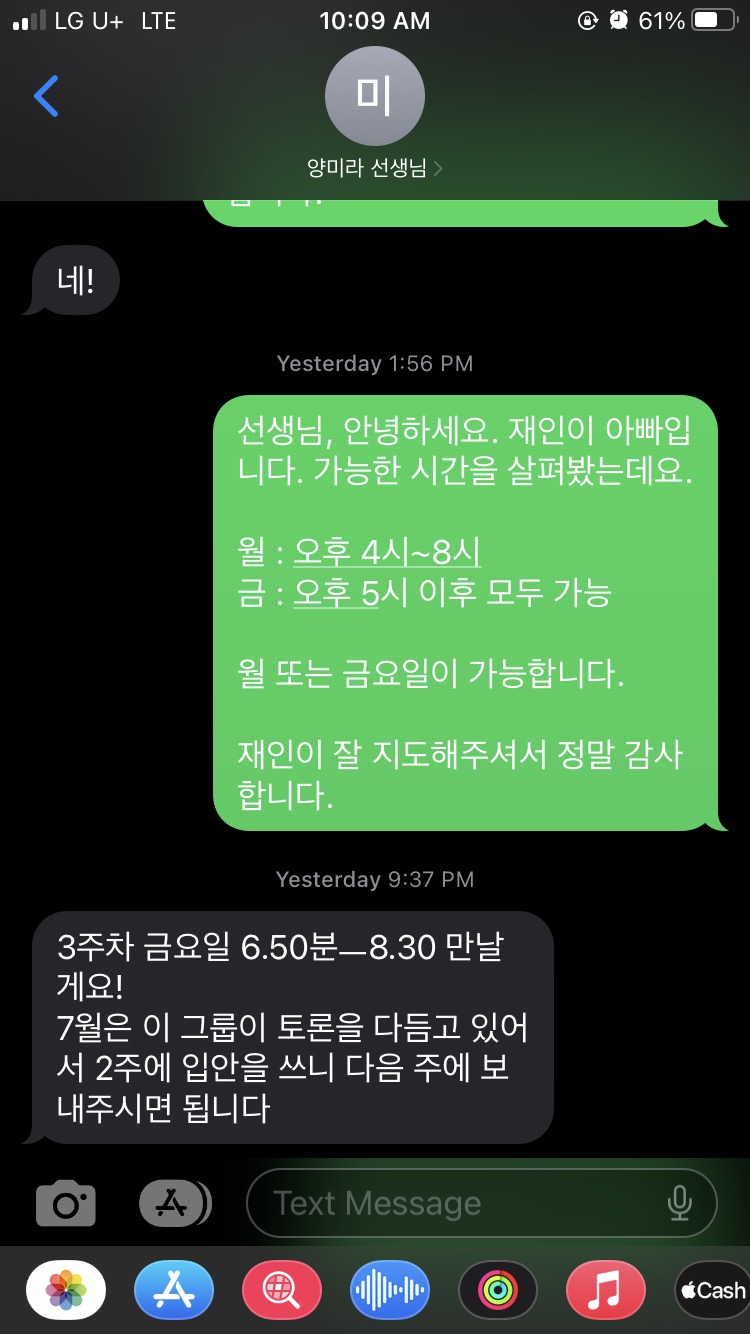 LG U+ LTE 10:09 AM 61%
미
양미라 선생님
네!
Yesterday 1:56 PM
선생님, 안녕하세요. 재인이 아빠입
니다. 가능한 시간을 살펴봤는데요.
월 : 오후 4시~8시
금 : 오후 5시 이후 모두 가능
월 또는 금요일이 가능합니다.
재인이 잘 지도해주셔서 정말 감사
합니다.
Yesterday 9:37 PM
3주차 금요일 6.50분—8.30 만날
게요!
7월은 이 그룹이 토론을 다듬고 있어
서 2주에 입안을 쓰니 다음 주에 보
내주시면 됩니다
Text Message
Cash